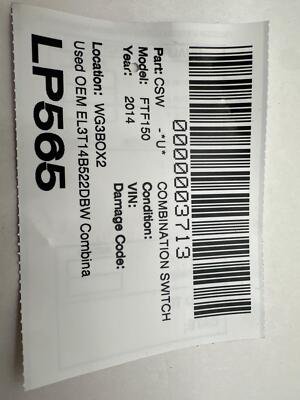 0000003713
Part: CSW -*U* COMBINATION SWITCH
Model: FTF150 Condition:
Year: 2014 VIN:
Damage Code:
Location: WG3BOX2
Used OEM EL3T14B522DBW Combina
LP565